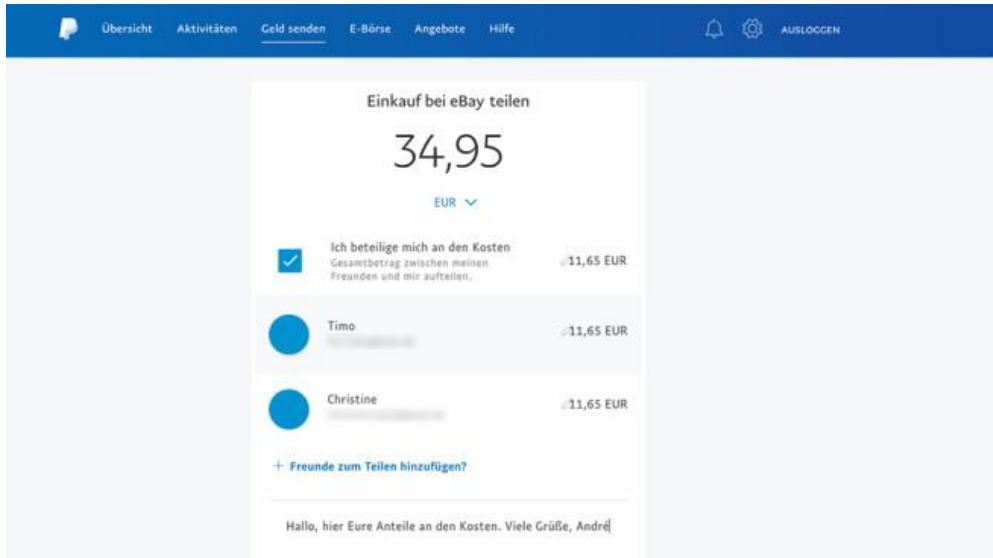 Übersicht Aktivitäten Geld senden E-Börse Angebote Hilfe AUSLOGGEN
Einkauf bei eBay teilen
34,95
EUR
Ich beteilige mich an den Kosten
Gesamtbetrag zwischen meinen
Freunden und mir aufteilen.
11,65 EUR
Timo
11,65 EUR
Christine
11,65 EUR
+ Freunde zum Teilen hinzufügen?
Hallo, hier Eure Anteile an den Kosten. Viele Grüße, André